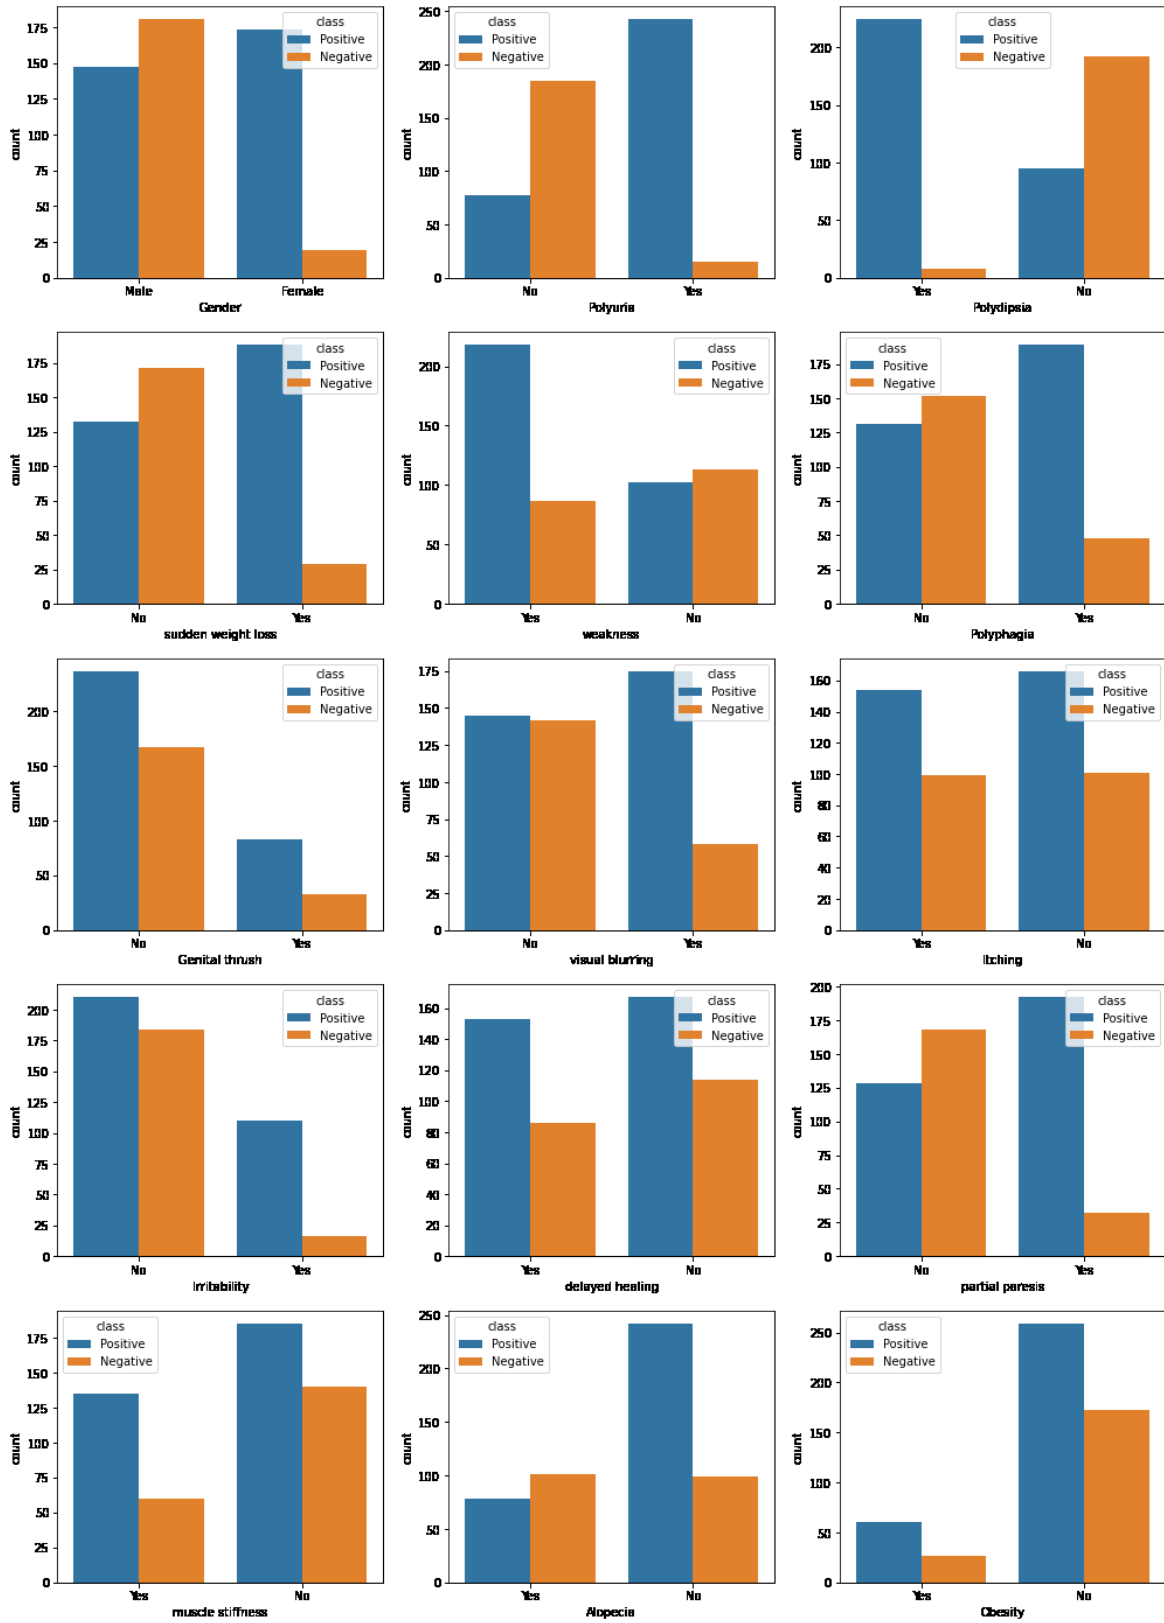 class
Positive
Negative
175
150
125
100
75
50
25
0
count
Male Female
Gender
class
Positive
Negative
250
200
150
100
50
0
count
No Yes
Polyuria
class
Positive
Negative
200
150
100
50
0
count
Yes No
Polydipsia
class
Positive
Negative
175
150
125
100
75
50
25
0
count
No Yes
sudden weight loss
class
Positive
Negative
200
150
100
50
0
count
Yes No
weakness
class
Positive
Negative
175
150
125
100
75
50
25
0
count
No Yes
Polyphagia
class
Positive
Negative
200
150
100
50
0
count
No Yes
Genital thrush
class
Positive
Negative
175
150
125
100
75
50
25
0
count
No Yes
visual blurring
class
Positive
Negative
160
140
120
100
80
60
40
20
0
count
Yes No
Itching
class
Positive
Negative
200
175
150
125
100
75
50
25
0
count
No Yes
Irritability
class
Positive
Negative
160
140
120
100
80
60
40
20
0
count
Yes No
delayed healing
class
Positive
Negative
200
175
150
125
100
75
50
25
0
count
No Yes
partial paresis
class
Positive
Negative
175
150
125
100
75
50
25
0
count
Yes No
muscle stiffness
class
Positive
Negative
250
200
150
100
50
0
count
Yes No
Alopecia
class
Positive
Negative
250
200
150
100
50
0
count
Yes No
Obesity